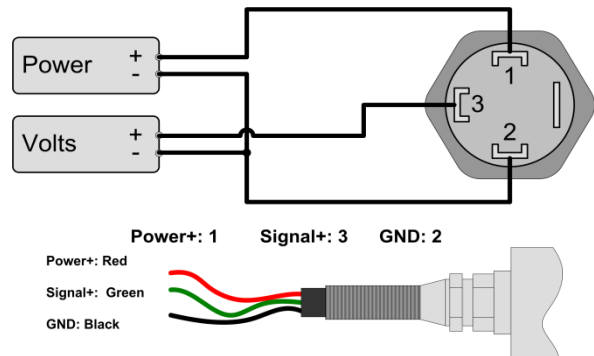 Power + -
1
3
2
Volts + -
Power+: 1 Signal+: 3 GND: 2
Power+: Red
Signal+: Green
GND: Black